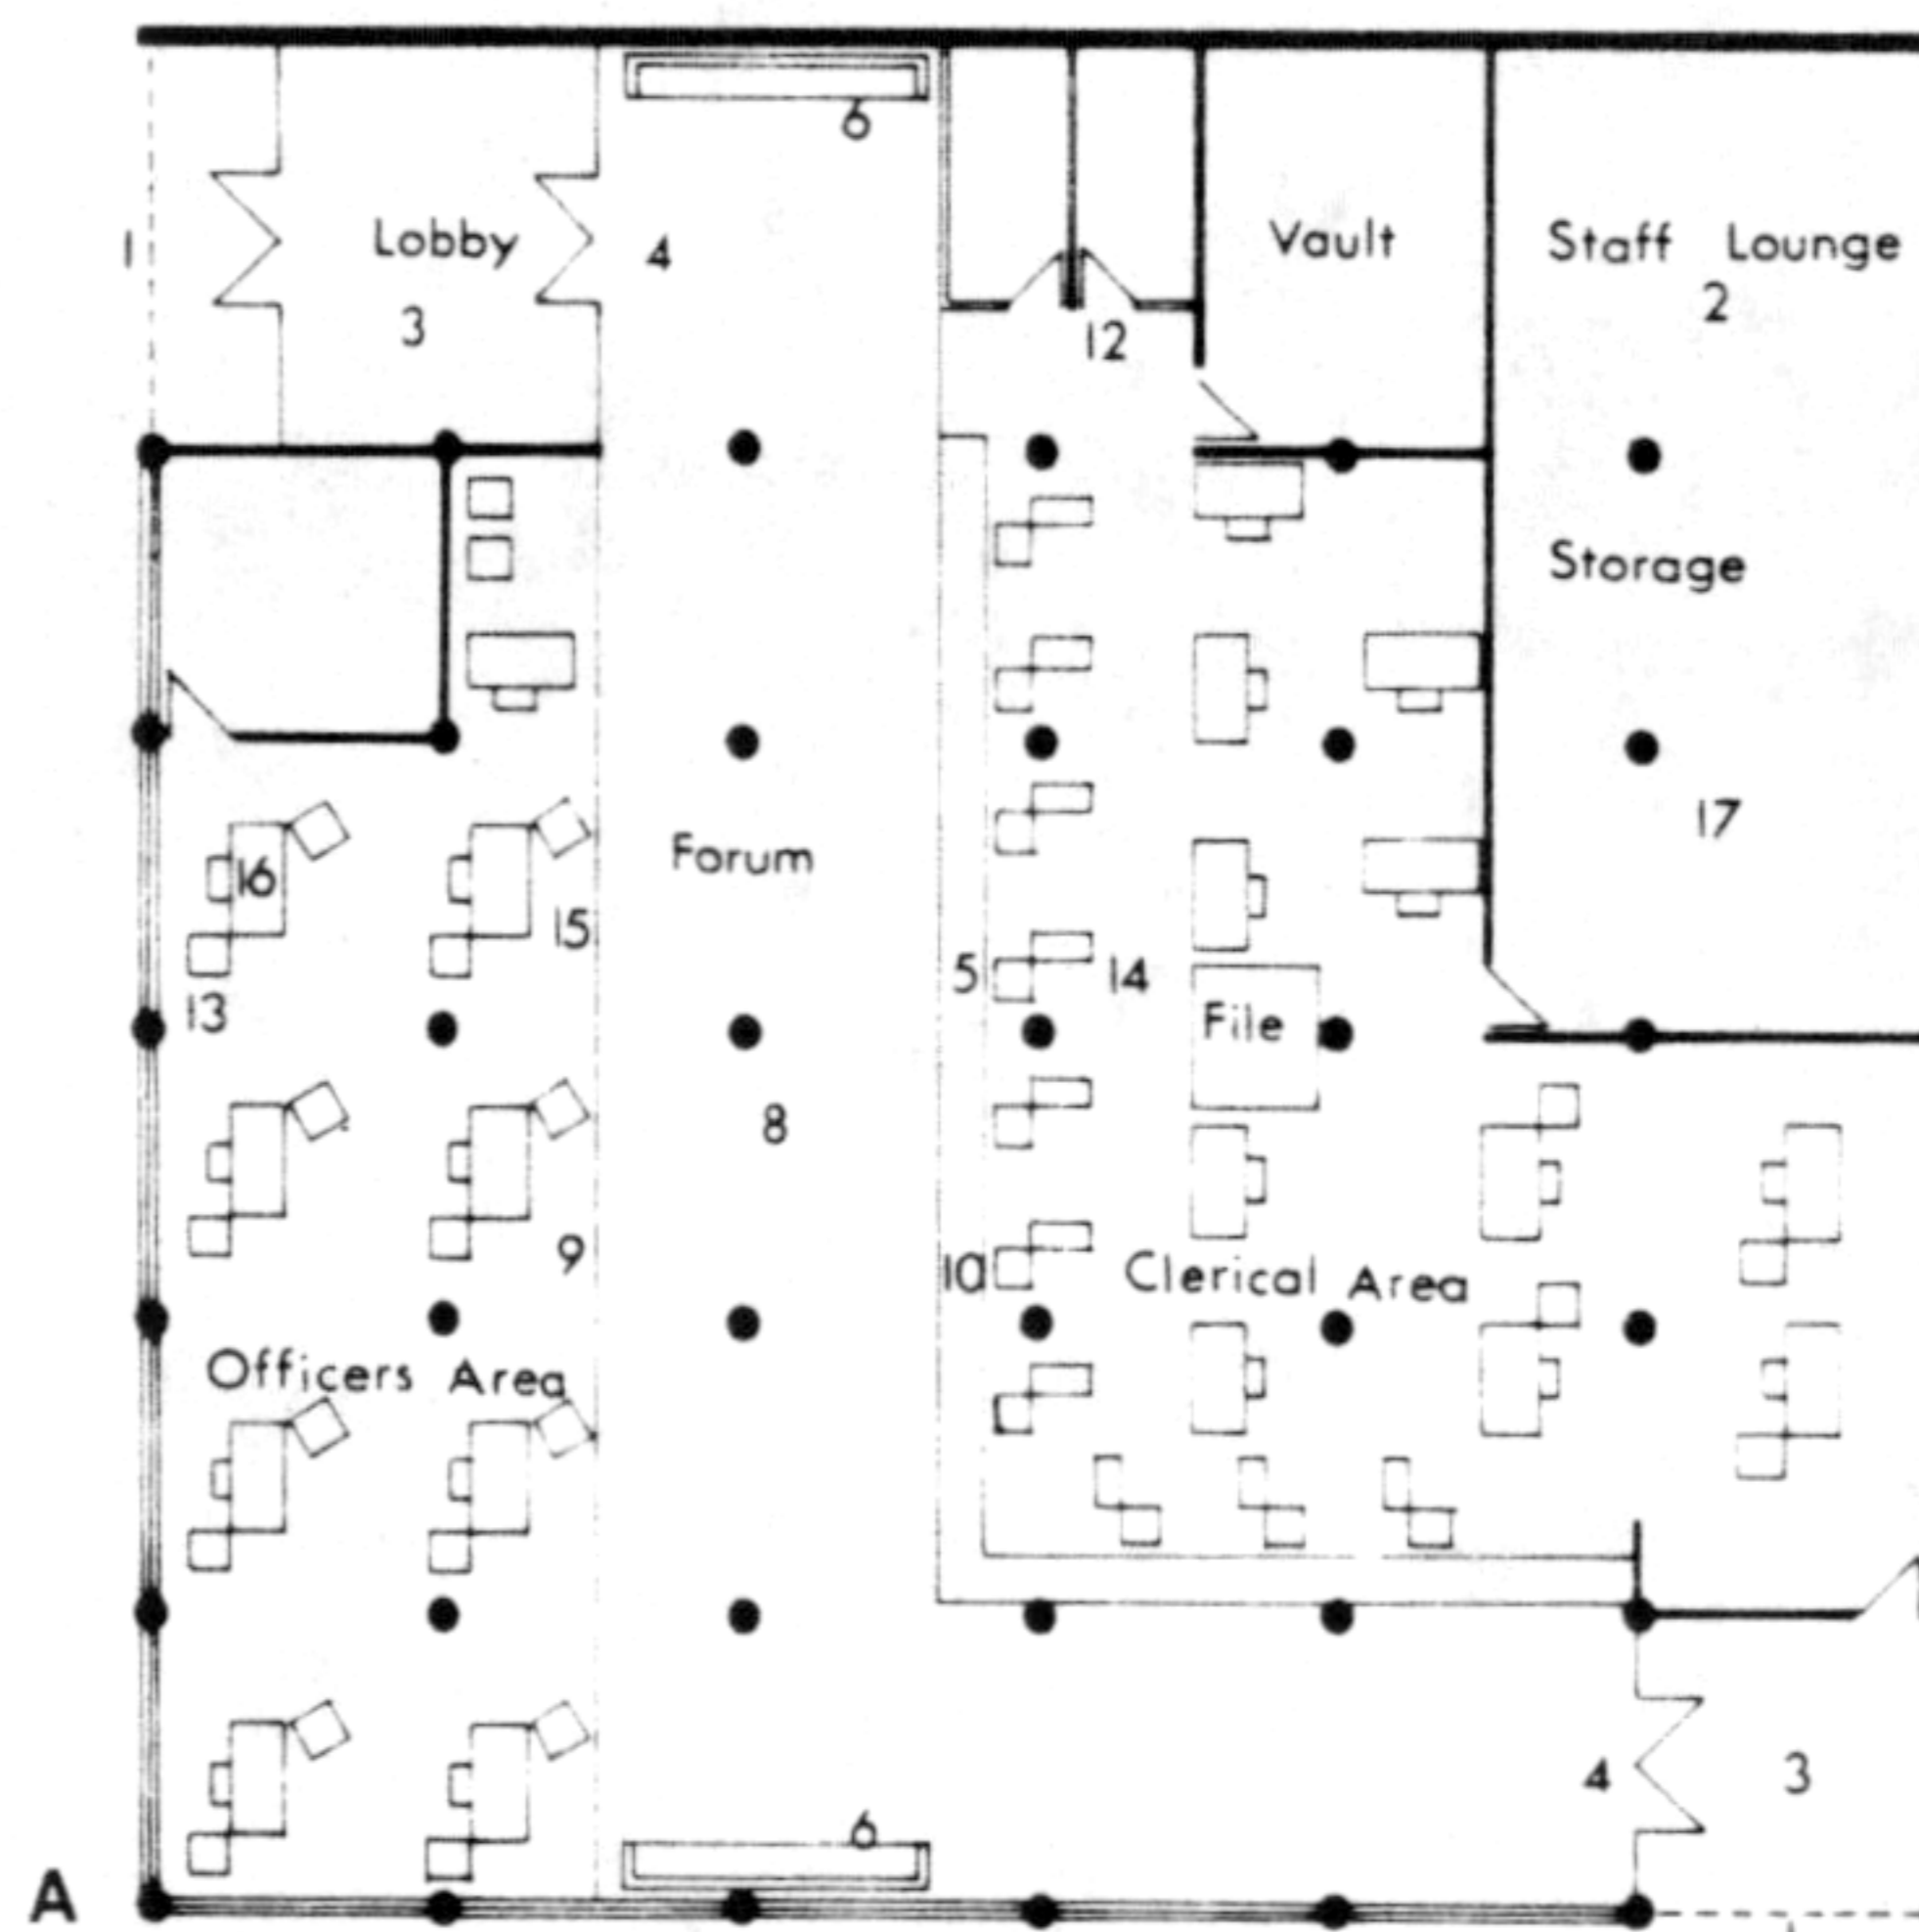 6
1 Lobby 4 Vault Staff Lounge
2
3 12
Storage
17
Forum
16
15
5 14
13 File
8
9 10 Clerical Area
Officers Area
4 3
6
A